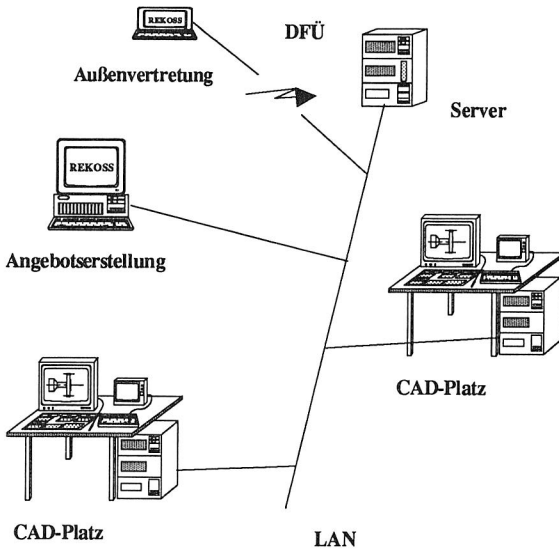 REKOSS
DFÜ
Außenvertretung
Server
REKOSS
Angebotserstellung
CAD-Platz
CAD-Platz
LAN